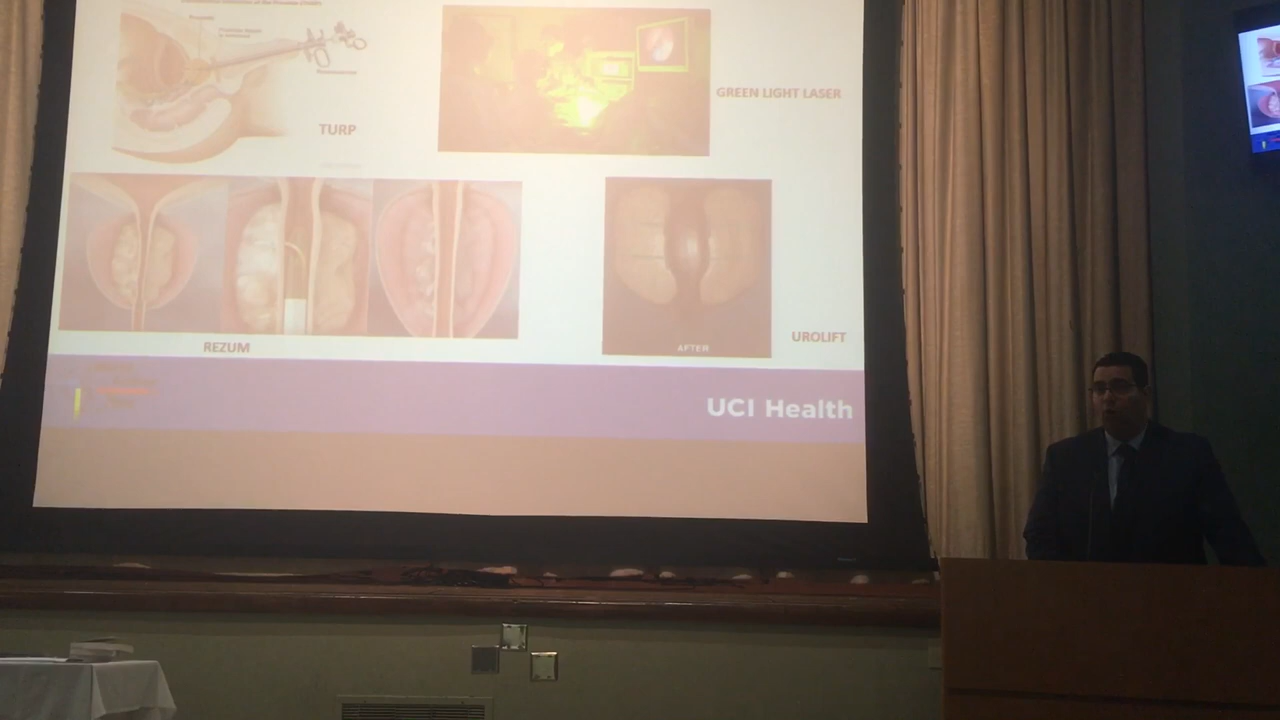 TURP
GREEN LIGHT LASER
REZUM
AFTER
UROLIFT
UCI Health